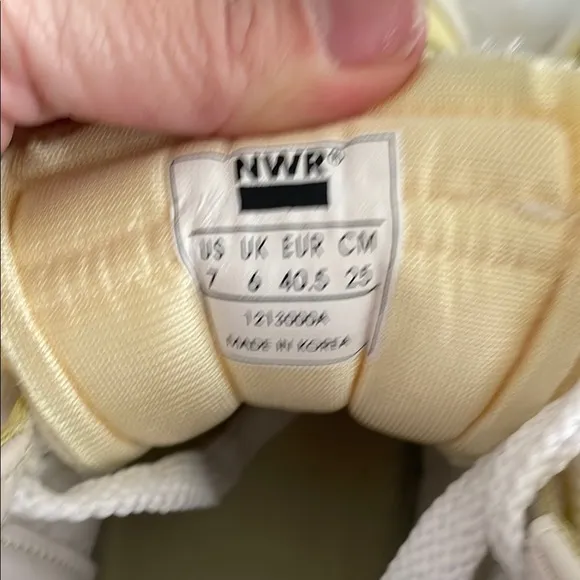 NWR®
US UK EUR CM
7 6 40.5 25
1213000A
MADE IN KOREA